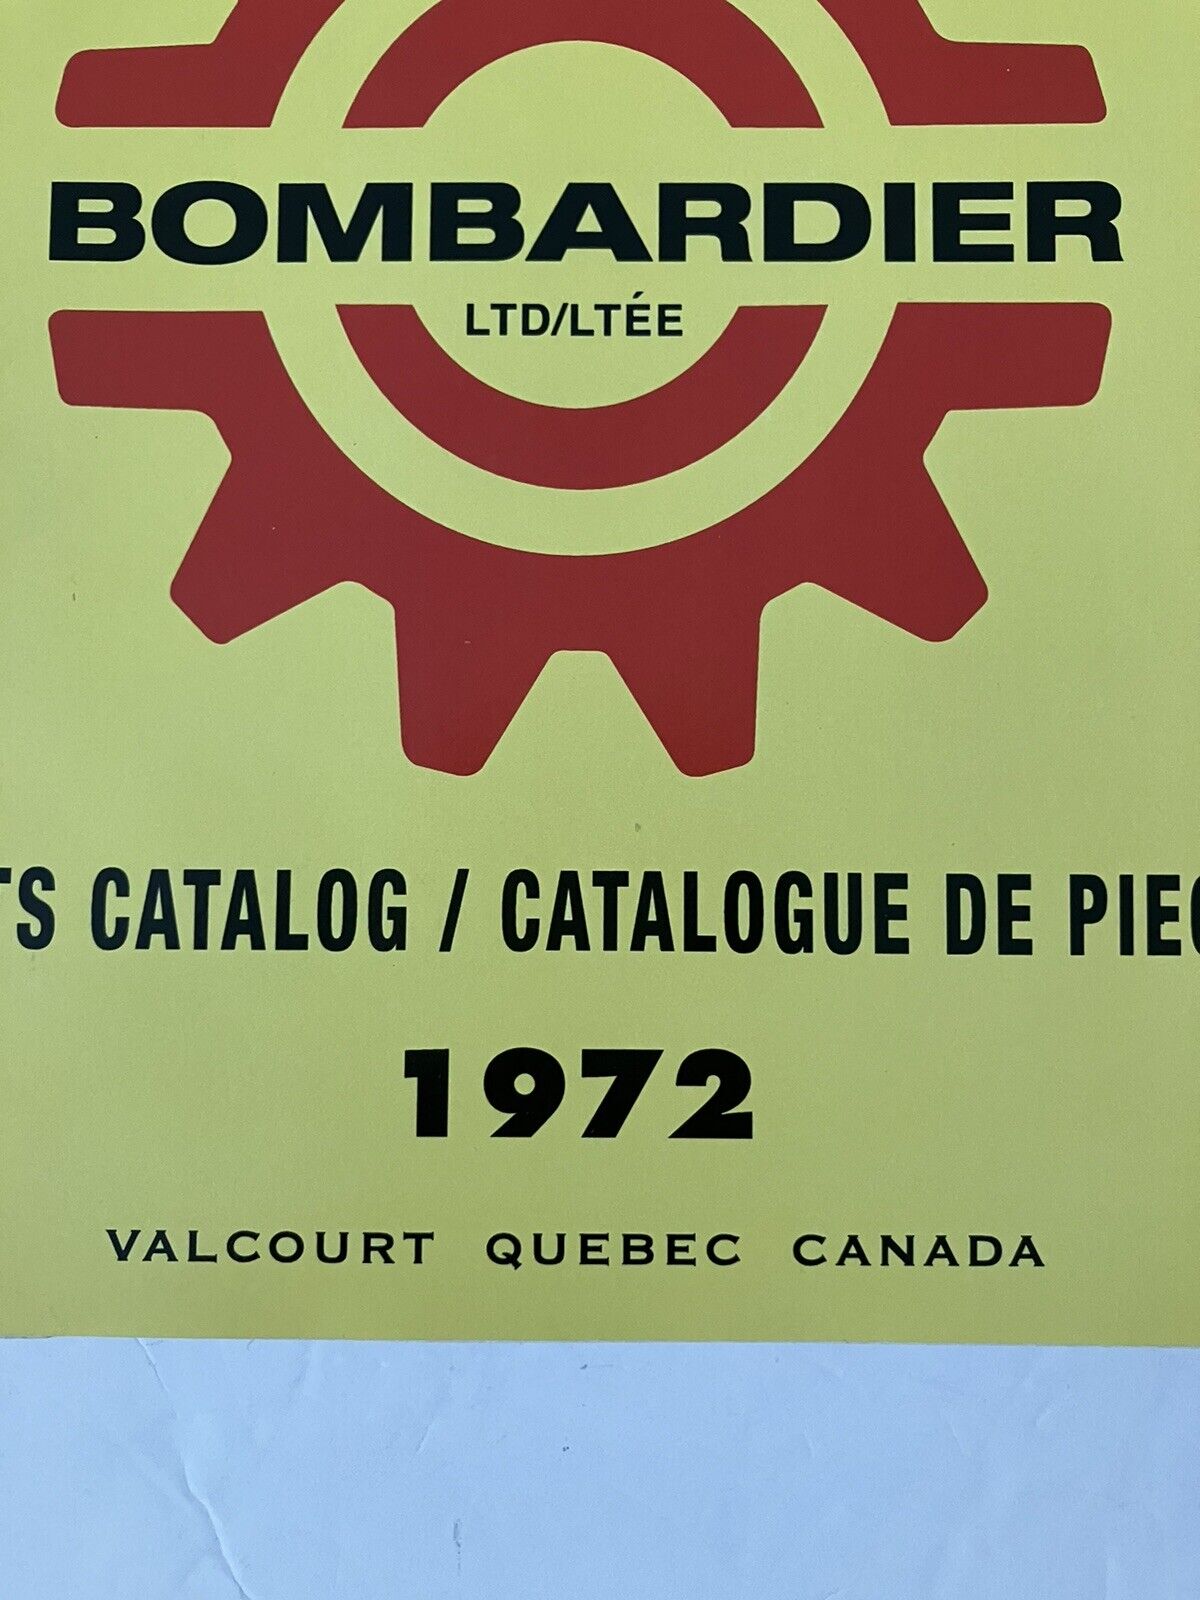 BOMBARDIER
LTD/LTÉE
TS CATALOG / CATALOGUE DE PIEC
1972
VALCOURT QUEBEC CANADA